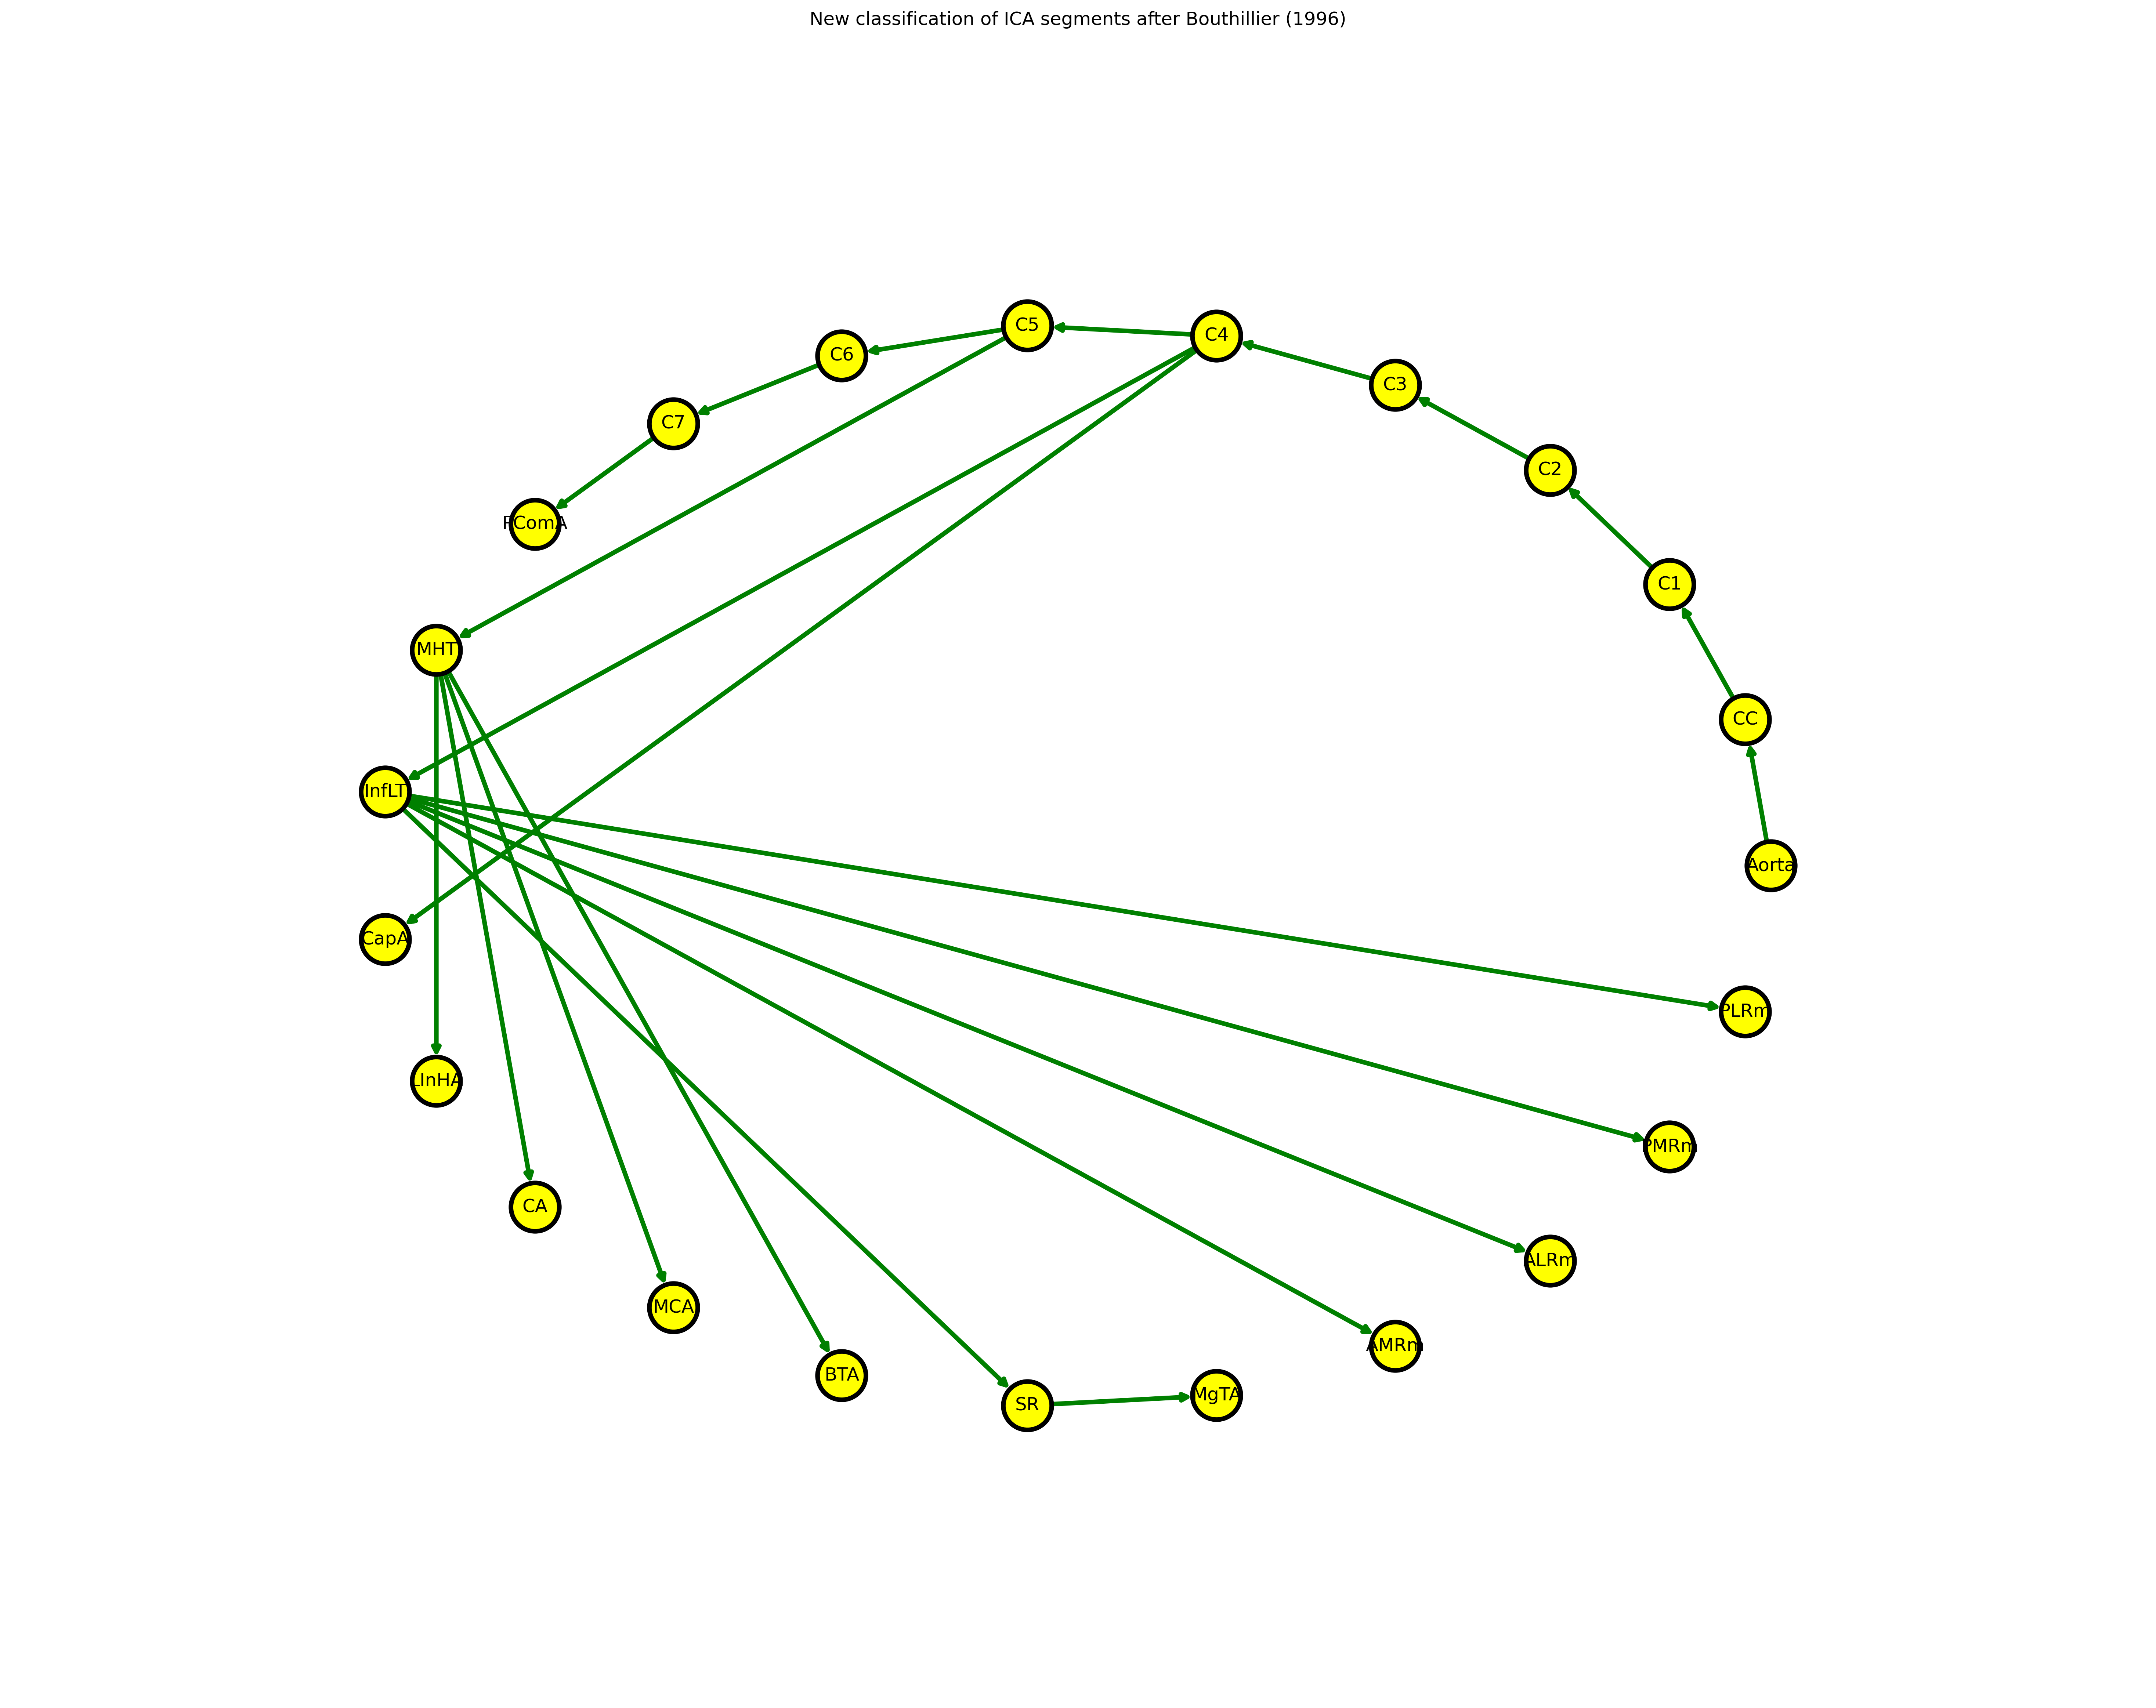 New classification of ICA segments after Bouthillier (1996)
C5
C4
C6
C3
C7
C2
PComA
C1
MHT
CC
InfLT
Aorta
CapA
PLRm
LInHA
PMRm
CA
ALRm
MCA
AMRm
BTA
MgTA
SR